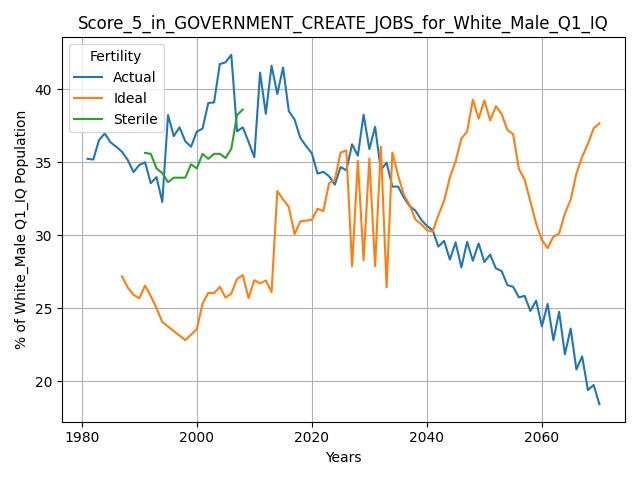 Score_5_in_GOVERNMENT_CREATE_JOBS_for_White_Male_Q1_IQ
Fertility
Actual
Ideal
Sterile
% of White_Male Q1_IQ Population
40
35
30
25
20
1980
2000
2020
2040
2060
Years